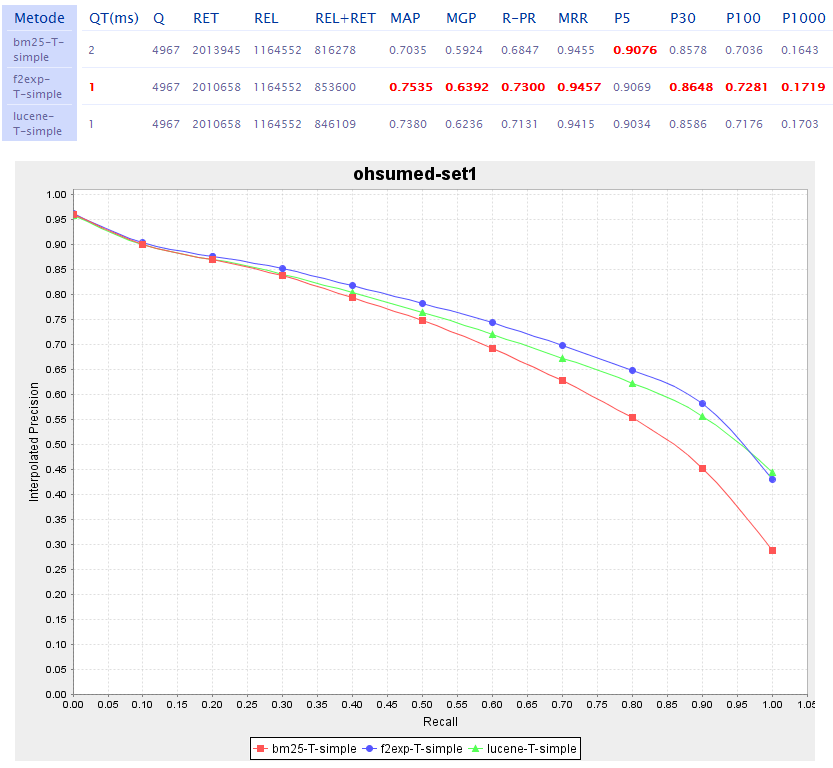 Metode QT(ms) Q RET REL REL+RET MAP MGP R-PR MRR P5 P30 P100 P1000
bm25-T-
simple 2 4967 2013945 1164552 816278 0.7035 0.5924 0.6847 0.9455 0.9076 0.8578 0.7036 0.1643
f2exp-
T-simple 1 4967 2010658 1164552 853600 0.7535 0.6392 0.7300 0.9457 0.9069 0.8648 0.7281 0.1719
lucene-
T-simple 1 4967 2010658 1164552 846109 0.7380 0.6236 0.7131 0.9415 0.9034 0.8586 0.7176 0.1703
ohsumed-set1
1.00
0.95
0.90
0.85
0.80
0.75
0.70
0.65
0.60
0.55
0.50
0.45
0.40
0.35
0.30
0.25
0.20
0.15
0.10
0.05
0.00
Interpolated Precision
0.00 0.05 0.10 0.15 0.20 0.25 0.30 0.35 0.40 0.45 0.50 0.55 0.60 0.65 0.70 0.75 0.80 0.85 0.90 0.95 1.00 1.05
Recall
bm25-T-simple f2exp-T-simple lucene-T-simple